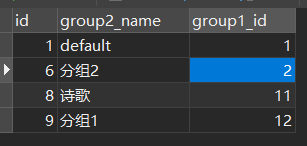 id group2_name group1_id
1 default 1
6 分组2 2
8 诗歌 11
9 分组1 12